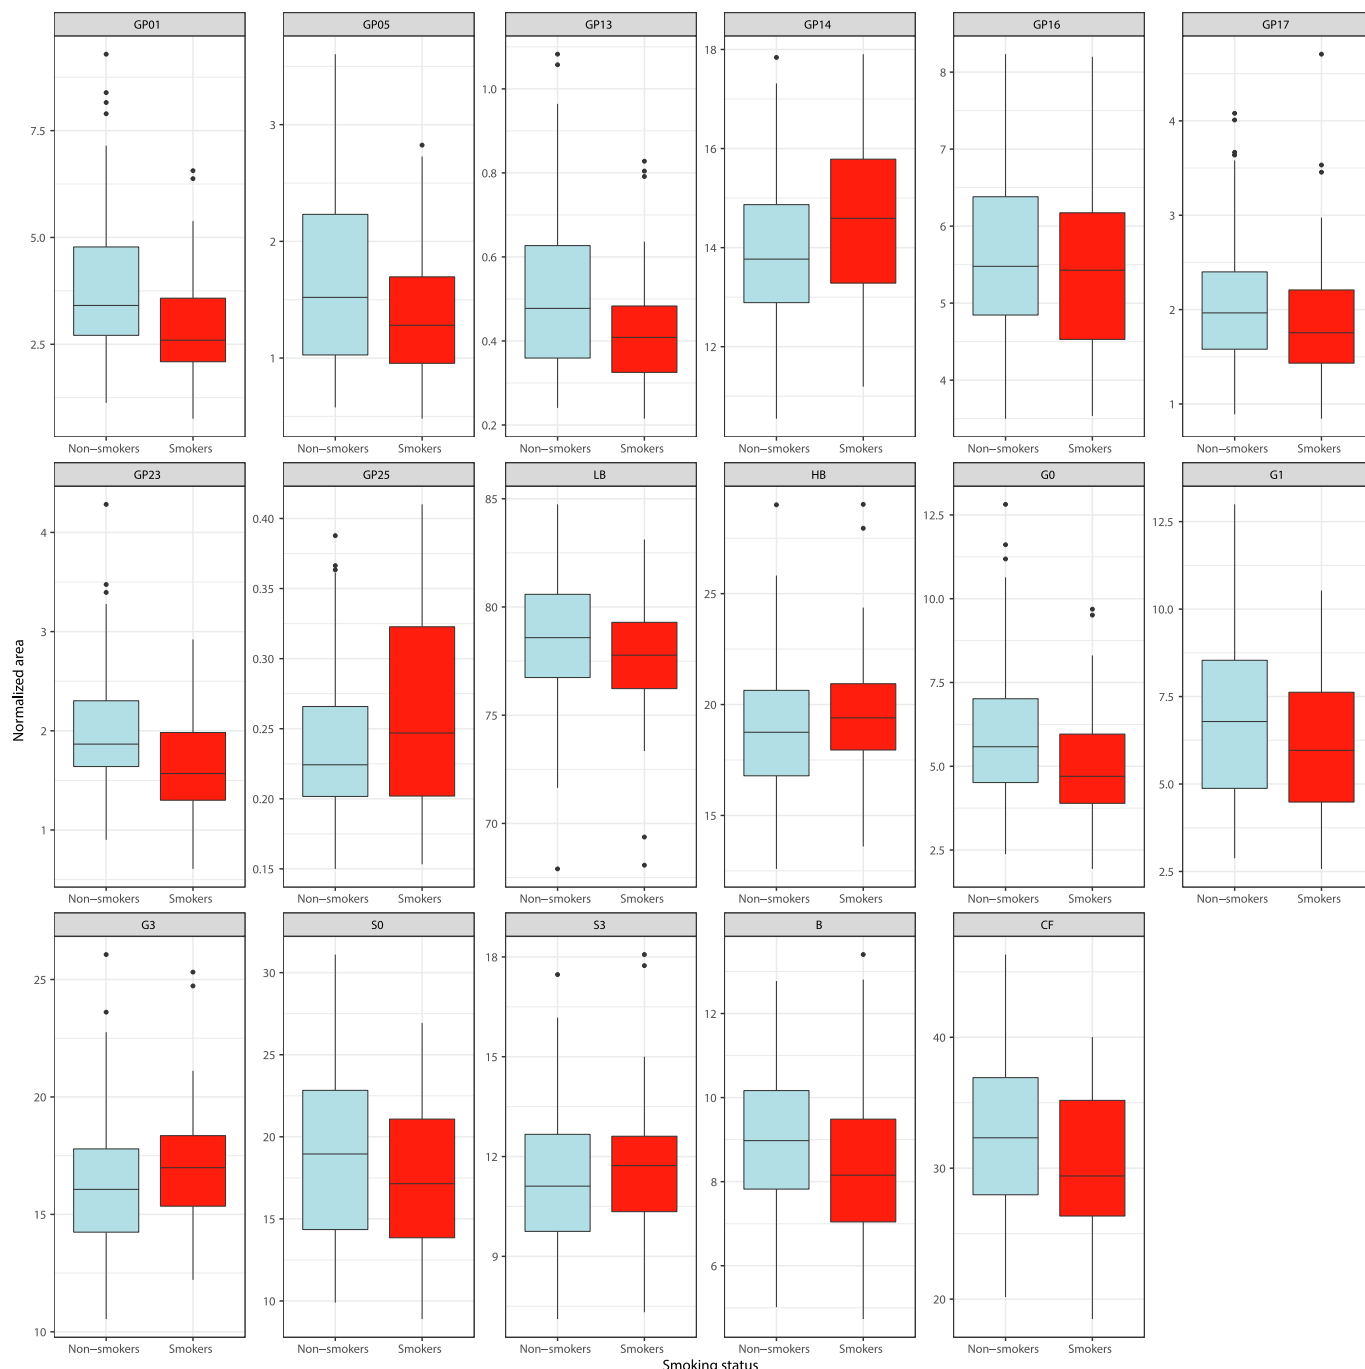 GP01 GP05 GP13 GP14 GP16 GP17
7.5 5.0 2.5
3 2 1
1.0 0.8 0.6 0.4 0.2
18 16 14 12
8 7 6 5 4
4 3 2 1
Non−smokers Smokers Non−smokers Smokers Non−smokers Smokers Non−smokers Smokers Non−smokers Smokers Non−smokers Smokers
GP23 GP25 LB HB G0 G1
Normalized area
4 3 2 1
0.40 0.35 0.30 0.25 0.20 0.15
85 80 75 70
25 20 15
12.5 10.0 7.5 5.0 2.5
12.5 10.0 7.5 5.0 2.5
Non−smokers Smokers Non−smokers Smokers Non−smokers Smokers Non−smokers Smokers Non−smokers Smokers Non−smokers Smokers
G3 S0 S3 B CF
25 20 15 10
30 25 20 15 10
18 15 12 9
12 10 8 6
40 30 20
Non−smokers Smokers Non−smokers Smokers Non−smokers Smokers Non−smokers Smokers Non−smokers Smokers
Smoking status